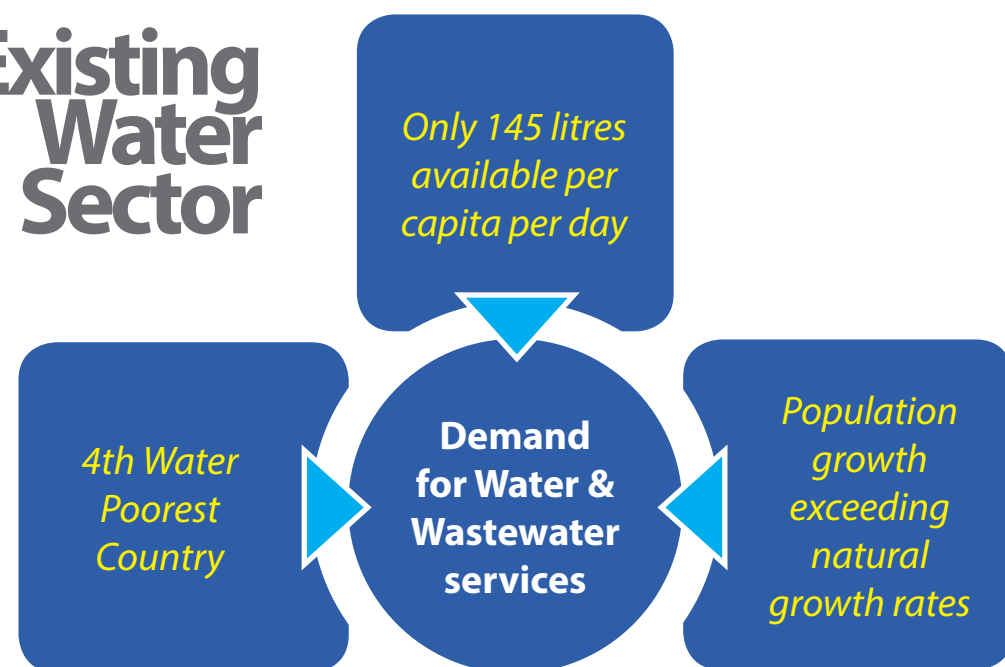 Existing
Water
Sector
Only 145 litres
available per
capita per day
4th Water
Poorest
Country
Demand
for Water &
Wastewater
services
Population
growth
exceeding
natural
growth rates